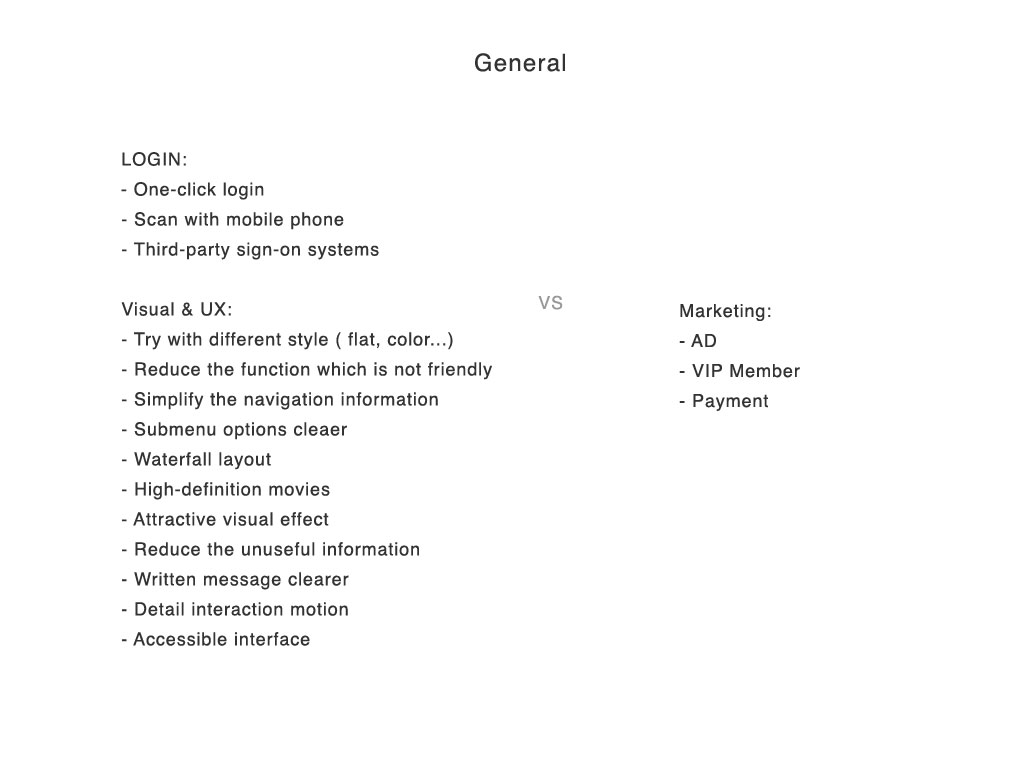 General
LOGIN:
- One-click login
- Scan with mobile phone
- Third-party sign-on systems
Visual & UX:
- Try with different style ( flat, color...)
- Reduce the function which is not friendly
- Simplify the navigation information
- Submenu options cleaer
- Waterfall layout
- High-definition movies
- Attractive visual effect
- Reduce the unuseful information
- Written message clearer
- Detail interaction motion
- Accessible interface
VS
Marketing:
- AD
- VIP Member
- Payment